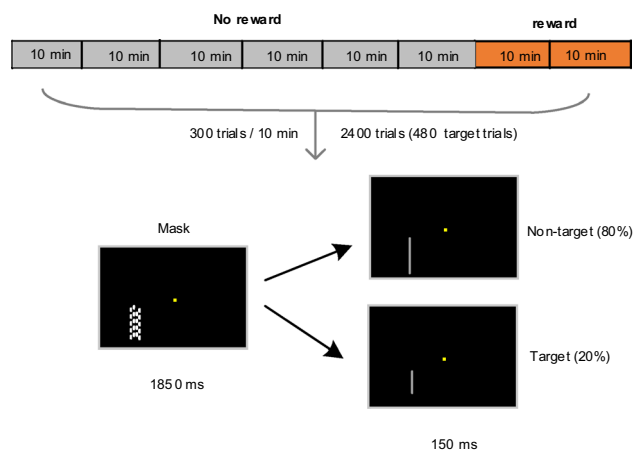 No reward reward
10 min 10 min 10 min 10 min 10 min 10 min 10 min 10 min
300 trials / 10 min 2400 trials (480 target trials)
Mask
Non-target (80%)
Target (20%)
1850 ms
150 ms